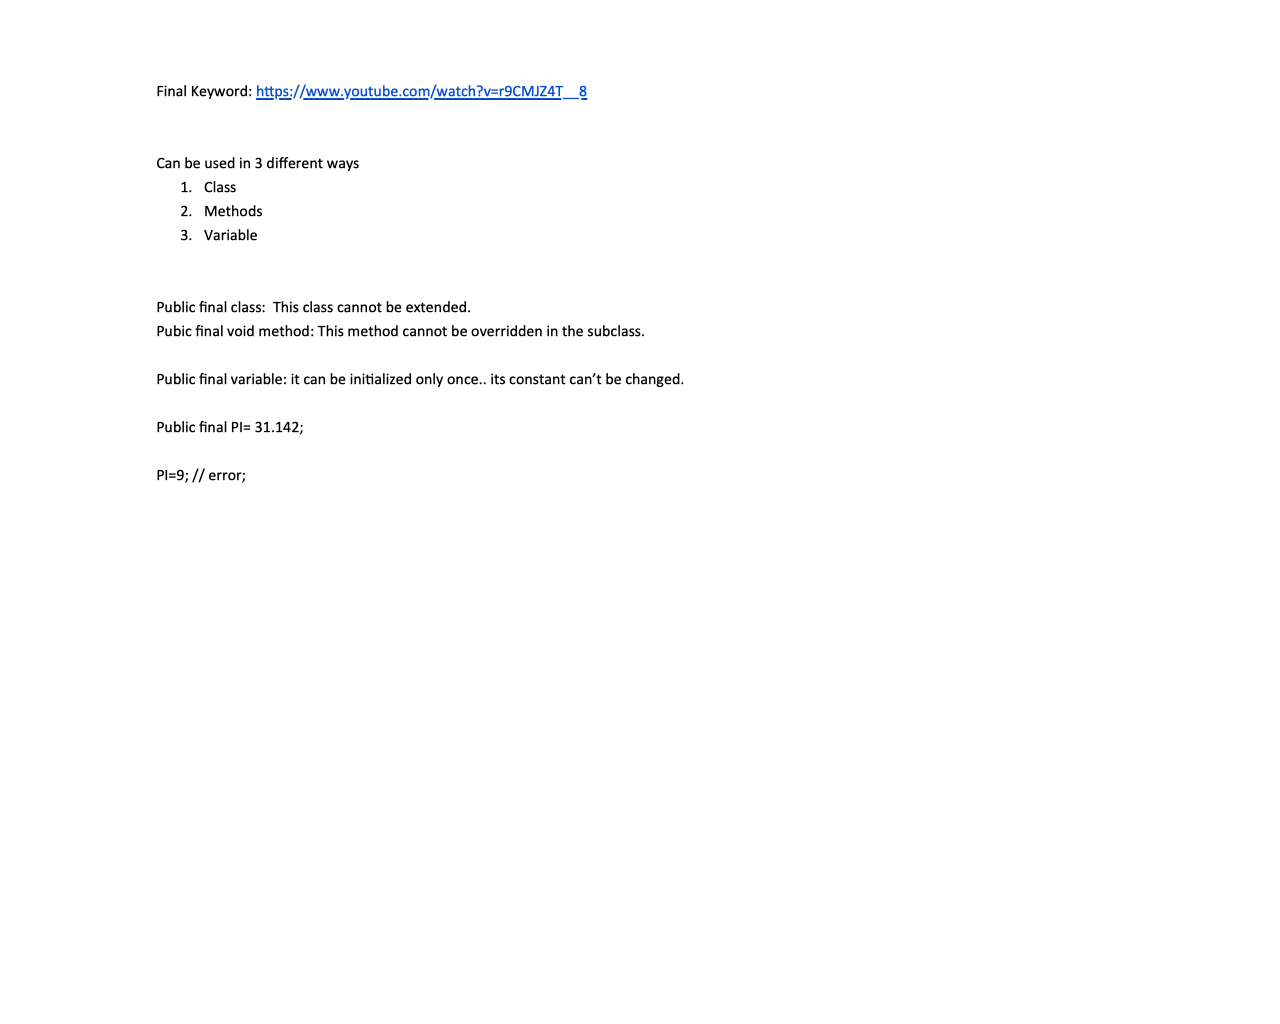 Final Keyword: https://www.youtube.com/watch?v=r9CMJZ4T__8
Can be used in 3 different ways
1. Class
2. Methods
3. Variable
Public final class:  This class cannot be extended.
Pubic final void method: This method cannot be overridden in the subclass.
Public final variable: it can be initialized only once.. its constant can’t be changed.
Public final PI= 31.142;
PI=9; // error;